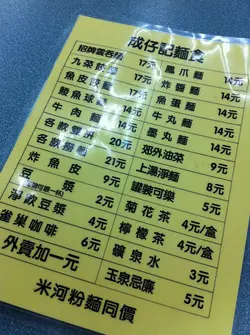 成仔記麵食
招牌雲吞麵 17元
九菜餃麵 17元
魚皮餃麵 17元
鯪魚球麵
牛肉麵 14元
各款雙拼 20元
各款撈麵 21元
炸魚皮 9元
豆漿 2元
淨飲豆漿 4元
雀巢咖啡 6元
外賣加一元
鳳爪麵 14元
魚蛋麵 14元
魚蛋麵 14元
墨丸麵 14元
牛丸麵 14元
郊外油菜 9元
上湯淨麵 8元
罐裝可樂 5元
菊花茶 4元/盒
檸檬茶 4元/盒
礦泉水 3元
玉泉忌廉 5元
米河粉麵同價